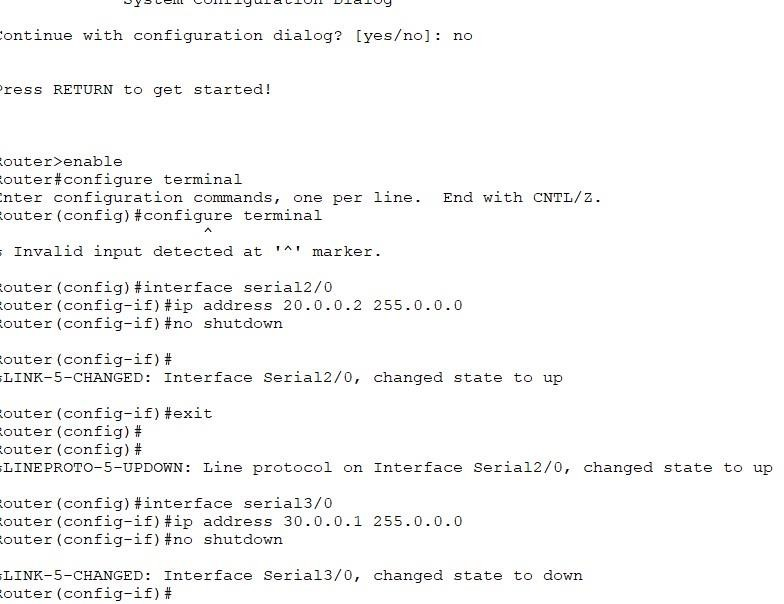 System Configuration Dialog
Continue with configuration dialog? [yes/no]: no
Press RETURN to get started!
Router>enable
Router#configure terminal
Enter configuration commands, one per line.  End with CNTL/Z.
Router(config)#configure terminal
^
% Invalid input detected at '^' marker.
Router(config)#interface serial2/0
Router(config-if)#ip address 20.0.0.2 255.0.0.0
Router(config-if)#no shutdown
Router(config-if)#
%LINK-5-CHANGED: Interface Serial2/0, changed state to up
Router(config-if)#exit
Router(config)#
Router(config)#
%LINEPROTO-5-UPDOWN: Line protocol on Interface Serial2/0, changed state to up
Router(config)#interface serial3/0
Router(config-if)#ip address 30.0.0.1 255.0.0.0
Router(config-if)#no shutdown
%LINK-5-CHANGED: Interface Serial3/0, changed state to down
Router(config-if)#